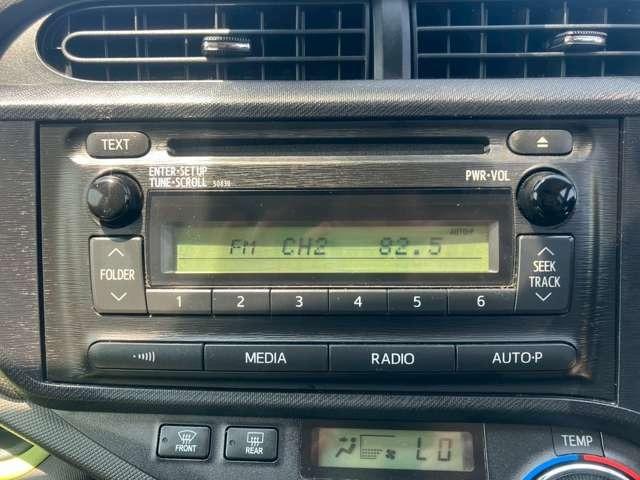 TEXT
ENTER·SETUP
TUNE·SCROLL 50839
PWR·VOL
AUTO-P
FM CH2 82.5
FOLDER
SEEK
TRACK
1 2 3 4 5 6
MEDIA RADIO AUTO·P
FRONT
REAR
LO
TEMP